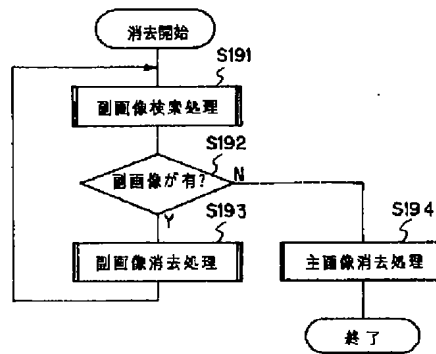 消去開始
S191
副画像検索処理
S192
副画像が有?
N
Y
S193
副画像消去処理
S194
主画像消去処理
終了